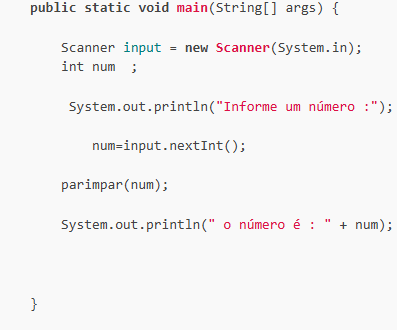 public static void main(String[] args) {
Scanner input = new Scanner(System.in);
int num  ;
System.out.println("Informe um número :");
num=input.nextInt();
parimpar(num);
System.out.println(" o número é : " + num);
}